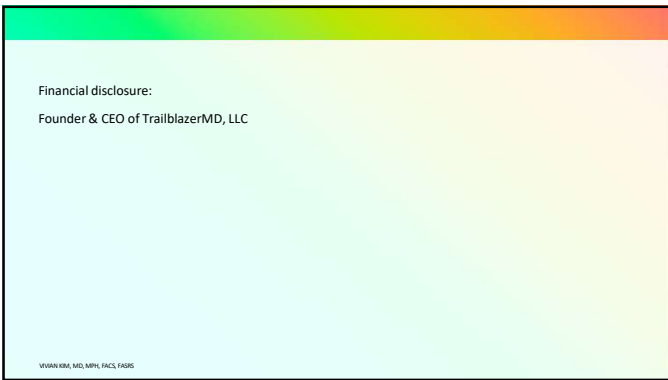 Financial disclosure:
Founder & CEO of TrailblazerMD, LLC
VIVIAN KIM, MD, MPH, FACS, FASRS